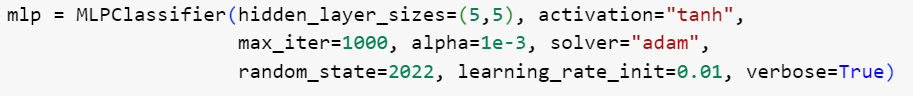 mlp = MLPClassifier(hidden_layer_sizes=(5,5), activation="tanh",
max_iter=1000, alpha=1e-3, solver="adam",
random_state=2022, learning_rate_init=0.01, verbose=True)